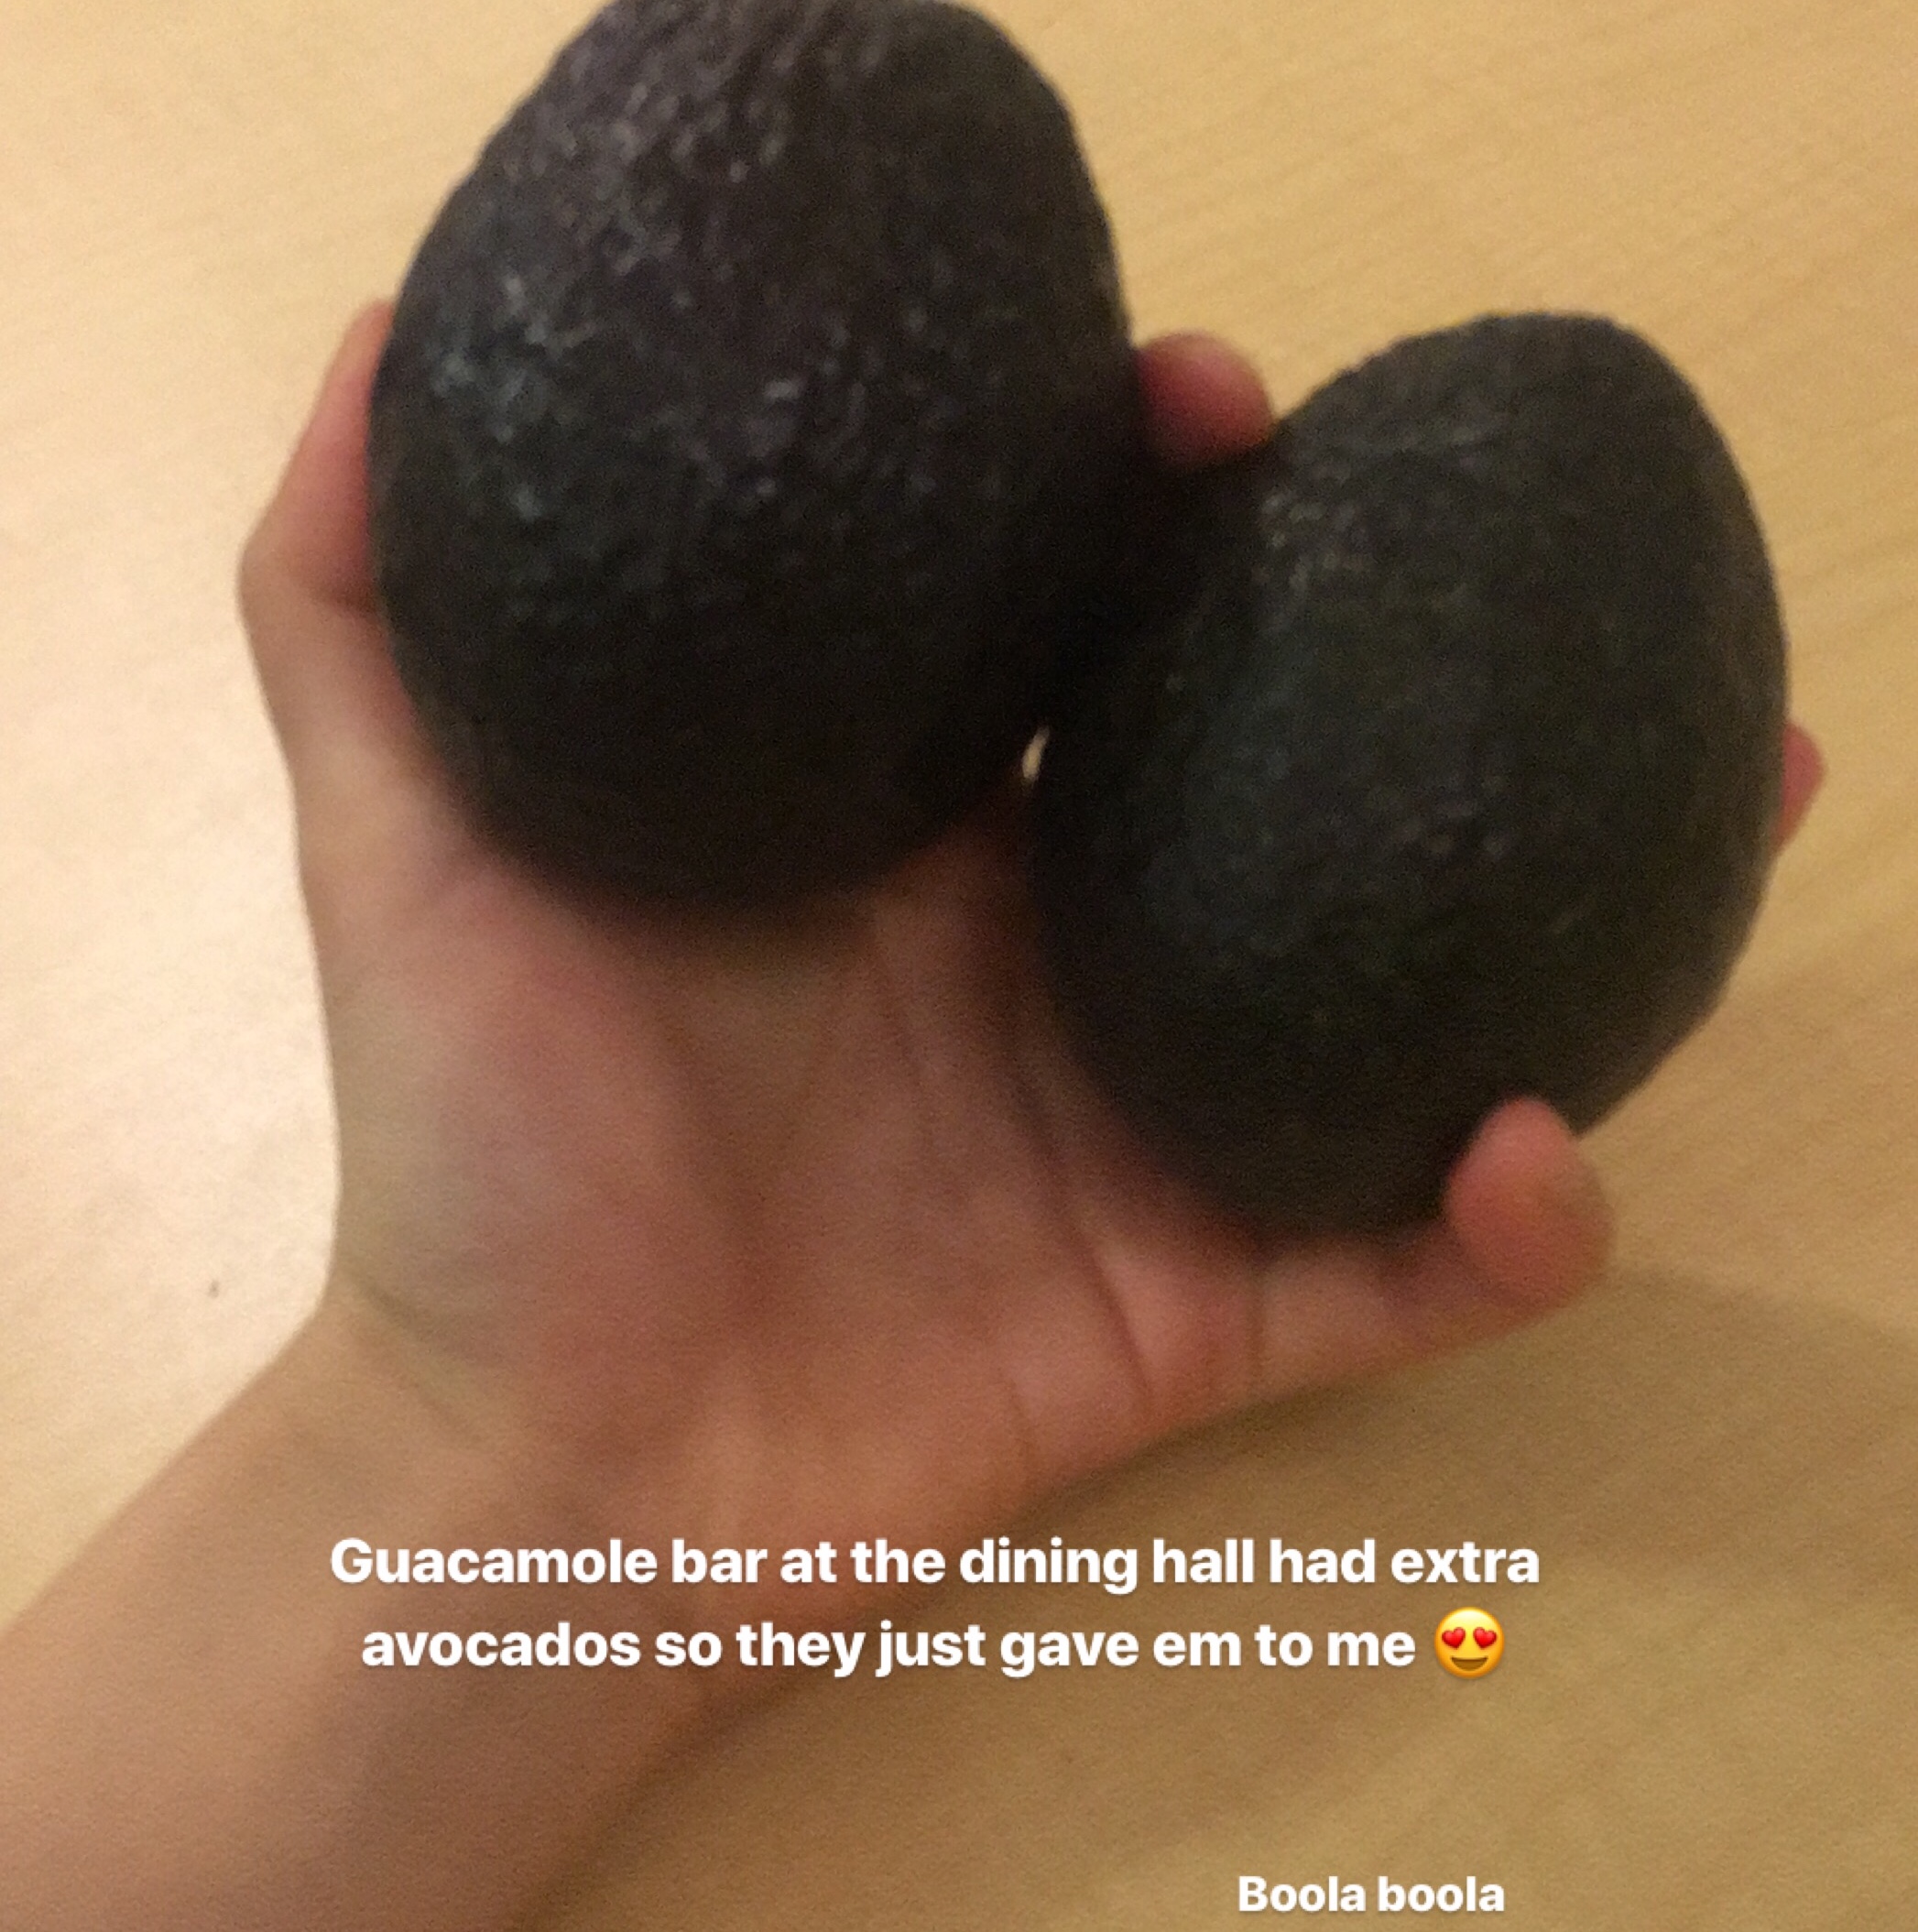 Guacamole bar at the dining hall had extra
avocados so they just gave em to me 😍
Boola boola